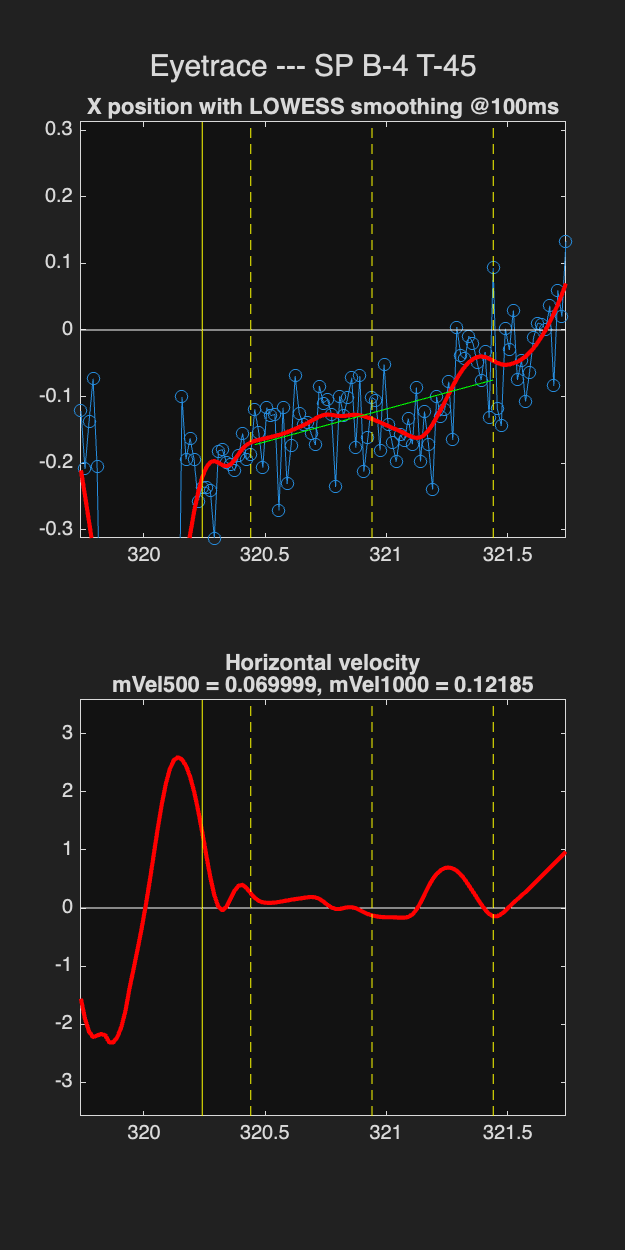 Eyetrace --- SP B-4 T-45
X position with LOWESS smoothing @100ms
0.3
0.2
0.1
0
-0.1
-0.2
-0.3
320 320.5 321 321.5
Horizontal velocity
mVel500 = 0.069999, mVel1000 = 0.12185
3
2
1
0
-1
-2
-3
320 320.5 321 321.5